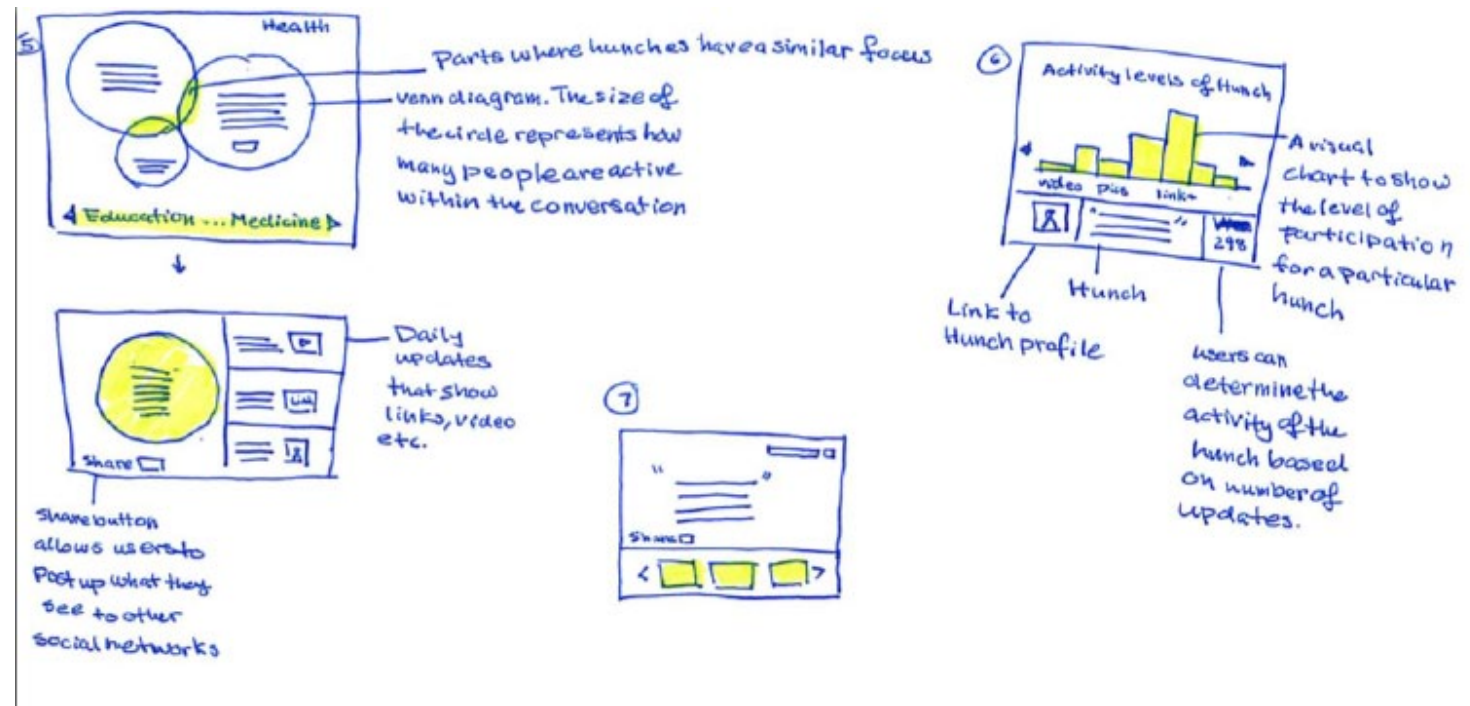 5
Health
Education ... Medicine
Parts where hunches have a similar focus
venn diagram. The size of
the circle represents how
many people are active
within the conversation
Share
Link
Daily
updates
that show
links, video
etc.
Share button
allows users to
Post up what they
see to other
social networks
6
Activity levels of Hunch
video pics links
" "
298
A visual
chart to show
the level of
participation
for a particular
hunch
Link to
Hunch profile
Hunch
users can
determine the
activity of the
hunch based
on number of
updates.
7
" "
Share